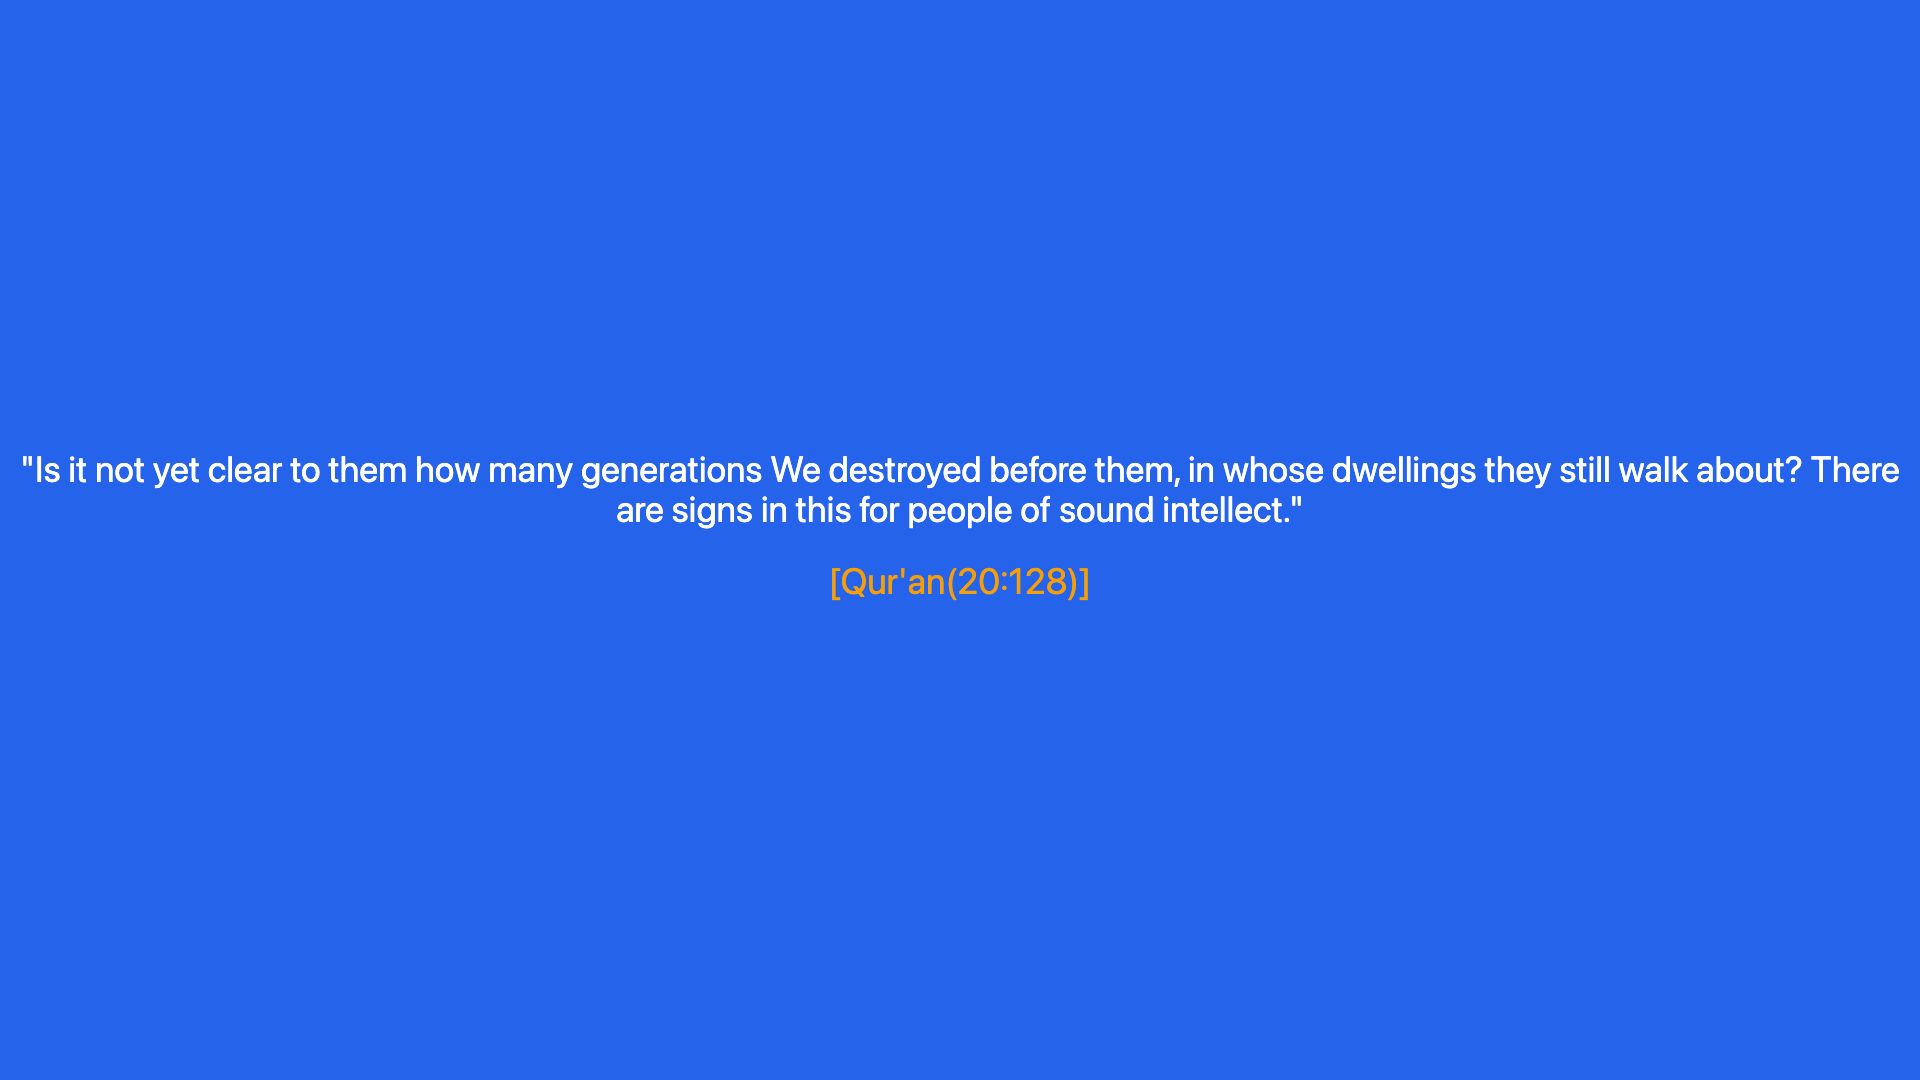 "Is it not yet clear to them how many generations We destroyed before them, in whose dwellings they still walk about? There
are signs in this for people of sound intellect."
[Qur'an(20:128)]